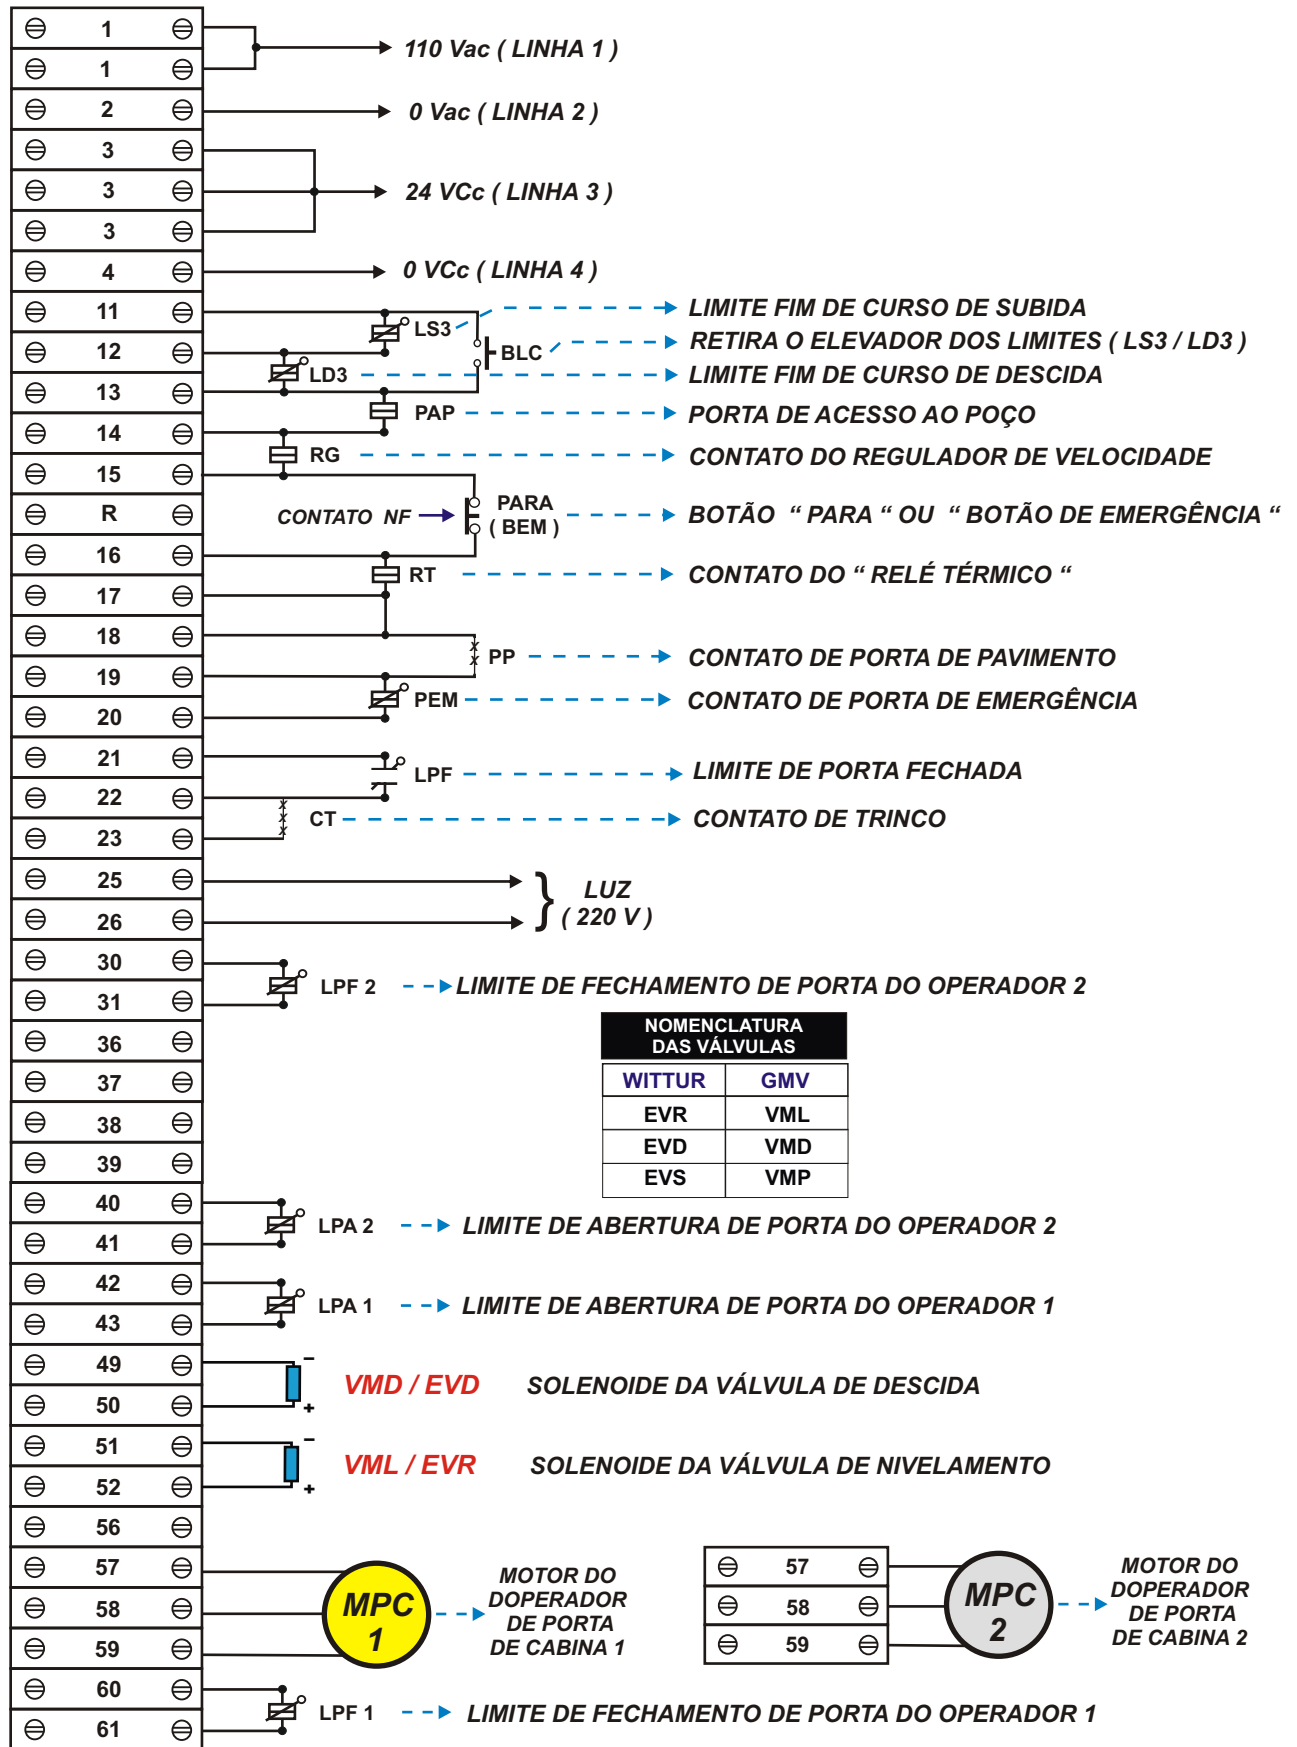 1
110 Vac ( LINHA 1 )
1
2
0 Vac ( LINHA 2 )
3
3
24 VCc ( LINHA 3 )
3
4
0 VCc ( LINHA 4 )
11
LIMITE FIM DE CURSO DE SUBIDA
LS3
RETIRA O ELEVADOR DOS LIMITES ( LS3 / LD3 )
12
BLC
LD3
LIMITE FIM DE CURSO DE DESCIDA
13
PAP
PORTA DE ACESSO AO POÇO
14
RG
CONTATO DO REGULADOR DE VELOCIDADE
15
R
CONTATO NF
PARA
( BEM )
BOTÃO “ PARA “ OU “ BOTÃO DE EMERGÊNCIA “
16
RT
CONTATO DO “ RELÉ TÉRMICO “
17
18
PP
CONTATO DE PORTA DE PAVIMENTO
19
PEM
CONTATO DE PORTA DE EMERGÊNCIA
20
21
LPF
LIMITE DE PORTA FECHADA
22
CT
CONTATO DE TRINCO
23
25
LUZ
( 220 V )
26
30
LPF 2
LIMITE DE FECHAMENTO DE PORTA DO OPERADOR 2
31
NOMENCLATURA
DAS VÁLVULAS
WITTUR GMV
EVR VML
EVD VMD
EVS VMP
36
37
38
39
40
LPA 2
LIMITE DE ABERTURA DE PORTA DO OPERADOR 2
41
42
LPA 1
LIMITE DE ABERTURA DE PORTA DO OPERADOR 1
43
49
–
VMD / EVD
SOLENOIDE DA VÁLVULA DE DESCIDA
50
+
51
–
VML / EVR
SOLENOIDE DA VÁLVULA DE NIVELAMENTO
52
+
56
57
58
59
MPC
1
MOTOR DO
DOPERADOR
DE PORTA
DE CABINA 1
57
58
59
MPC
2
MOTOR DO
DOPERADOR
DE PORTA
DE CABINA 2
60
LPF 1
LIMITE DE FECHAMENTO DE PORTA DO OPERADOR 1
61